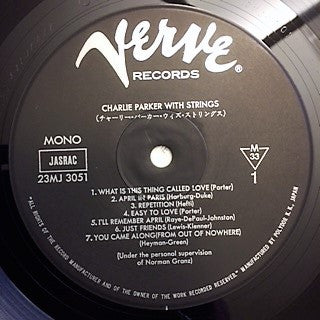 Verve
RECORDS
®
CHARLIE PARKER WITH STRINGS
(チャーリー・パーカー・ウィズ・ストリングス)
MONO
JASRAC
23MJ 3051
M
33
1
1. WHAT IS THIS THING CALLED LOVE (Porter)
2. APRIL IN PARIS (Harburg-Duke)
3. REPETITION (Hefti)
4. EASY TO LOVE (Porter)
5. I'LL REMEMBER APRIL (Raye-DePaul-Johnston)
6. JUST FRIENDS (Lewis-Klenner)
7. YOU CAME ALONG(FROM OUT OF NOWHERE)
(Heyman-Green)
(Under the personal supervision
of Norman Granz)
"ALL RIGHTS OF THE RECORD MANUFACTURER AND OF THE OWNER OF THE RECORDED WORK RESERVED
MANUFACTURED BY POLYDOR K.K., JAPAN